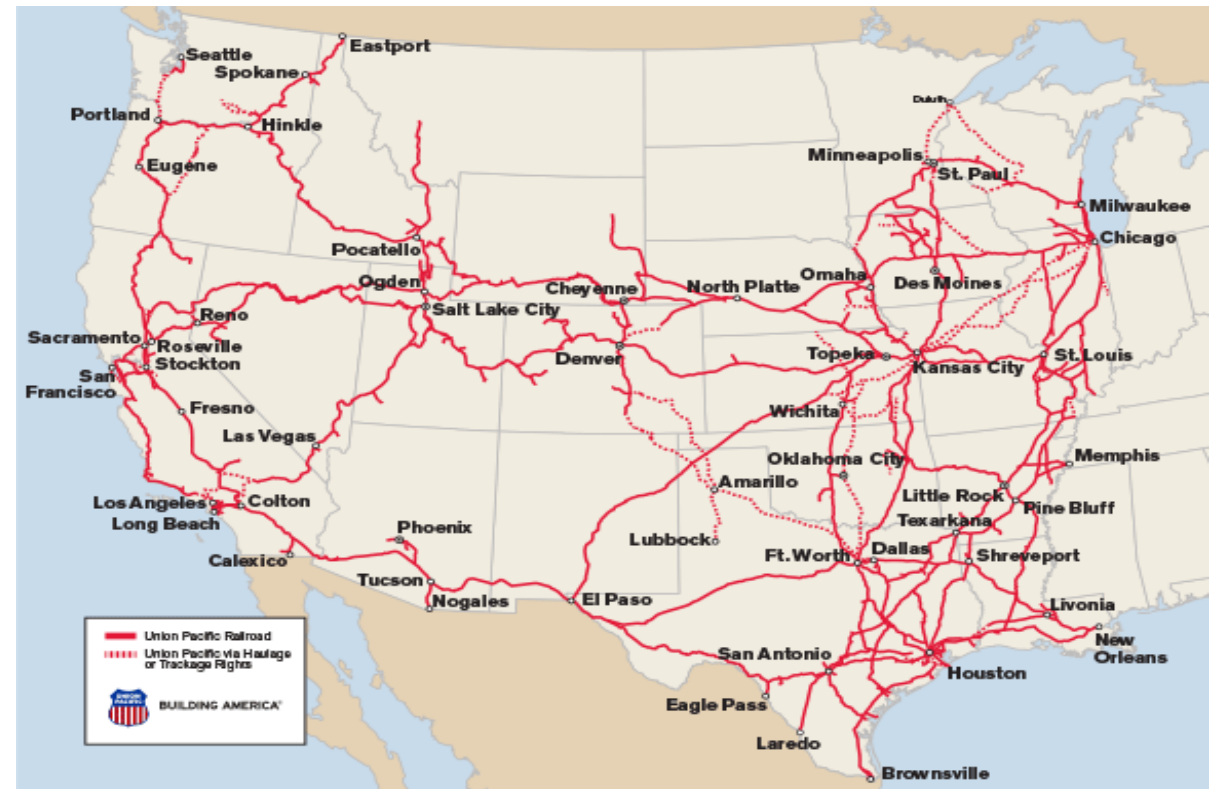 Eastport
Seattle
Spokane
Portland
Hinkle
Eugene
Duluth
Minneapolis
St. Paul
Milwaukee
Chicago
Pocatello
Ogden
Salt Lake City
Cheyenne
North Platte
Omaha
Des Moines
Reno
Sacramento
Roseville
Stockton
San
Francisco
Denver
Topeka
Kansas City
St. Louis
Fresno
Las Vegas
Wichita
Oklahoma City
Memphis
Amarillo
Little Rock
Pine Bluff
Los Angeles
Long Beach
Colton
Phoenix
Lubbock
Texarkana
Ft. Worth
Dallas
Shreveport
Calexico
Tucson
Nogales
El Paso
Livonia
New
Orleans
San Antonio
Houston
Eagle Pass
Laredo
Brownsville
Union Pacific Railroad
Union Pacific via Haulage
or Trackage Rights
UNION
PACIFIC
BUILDING AMERICA®